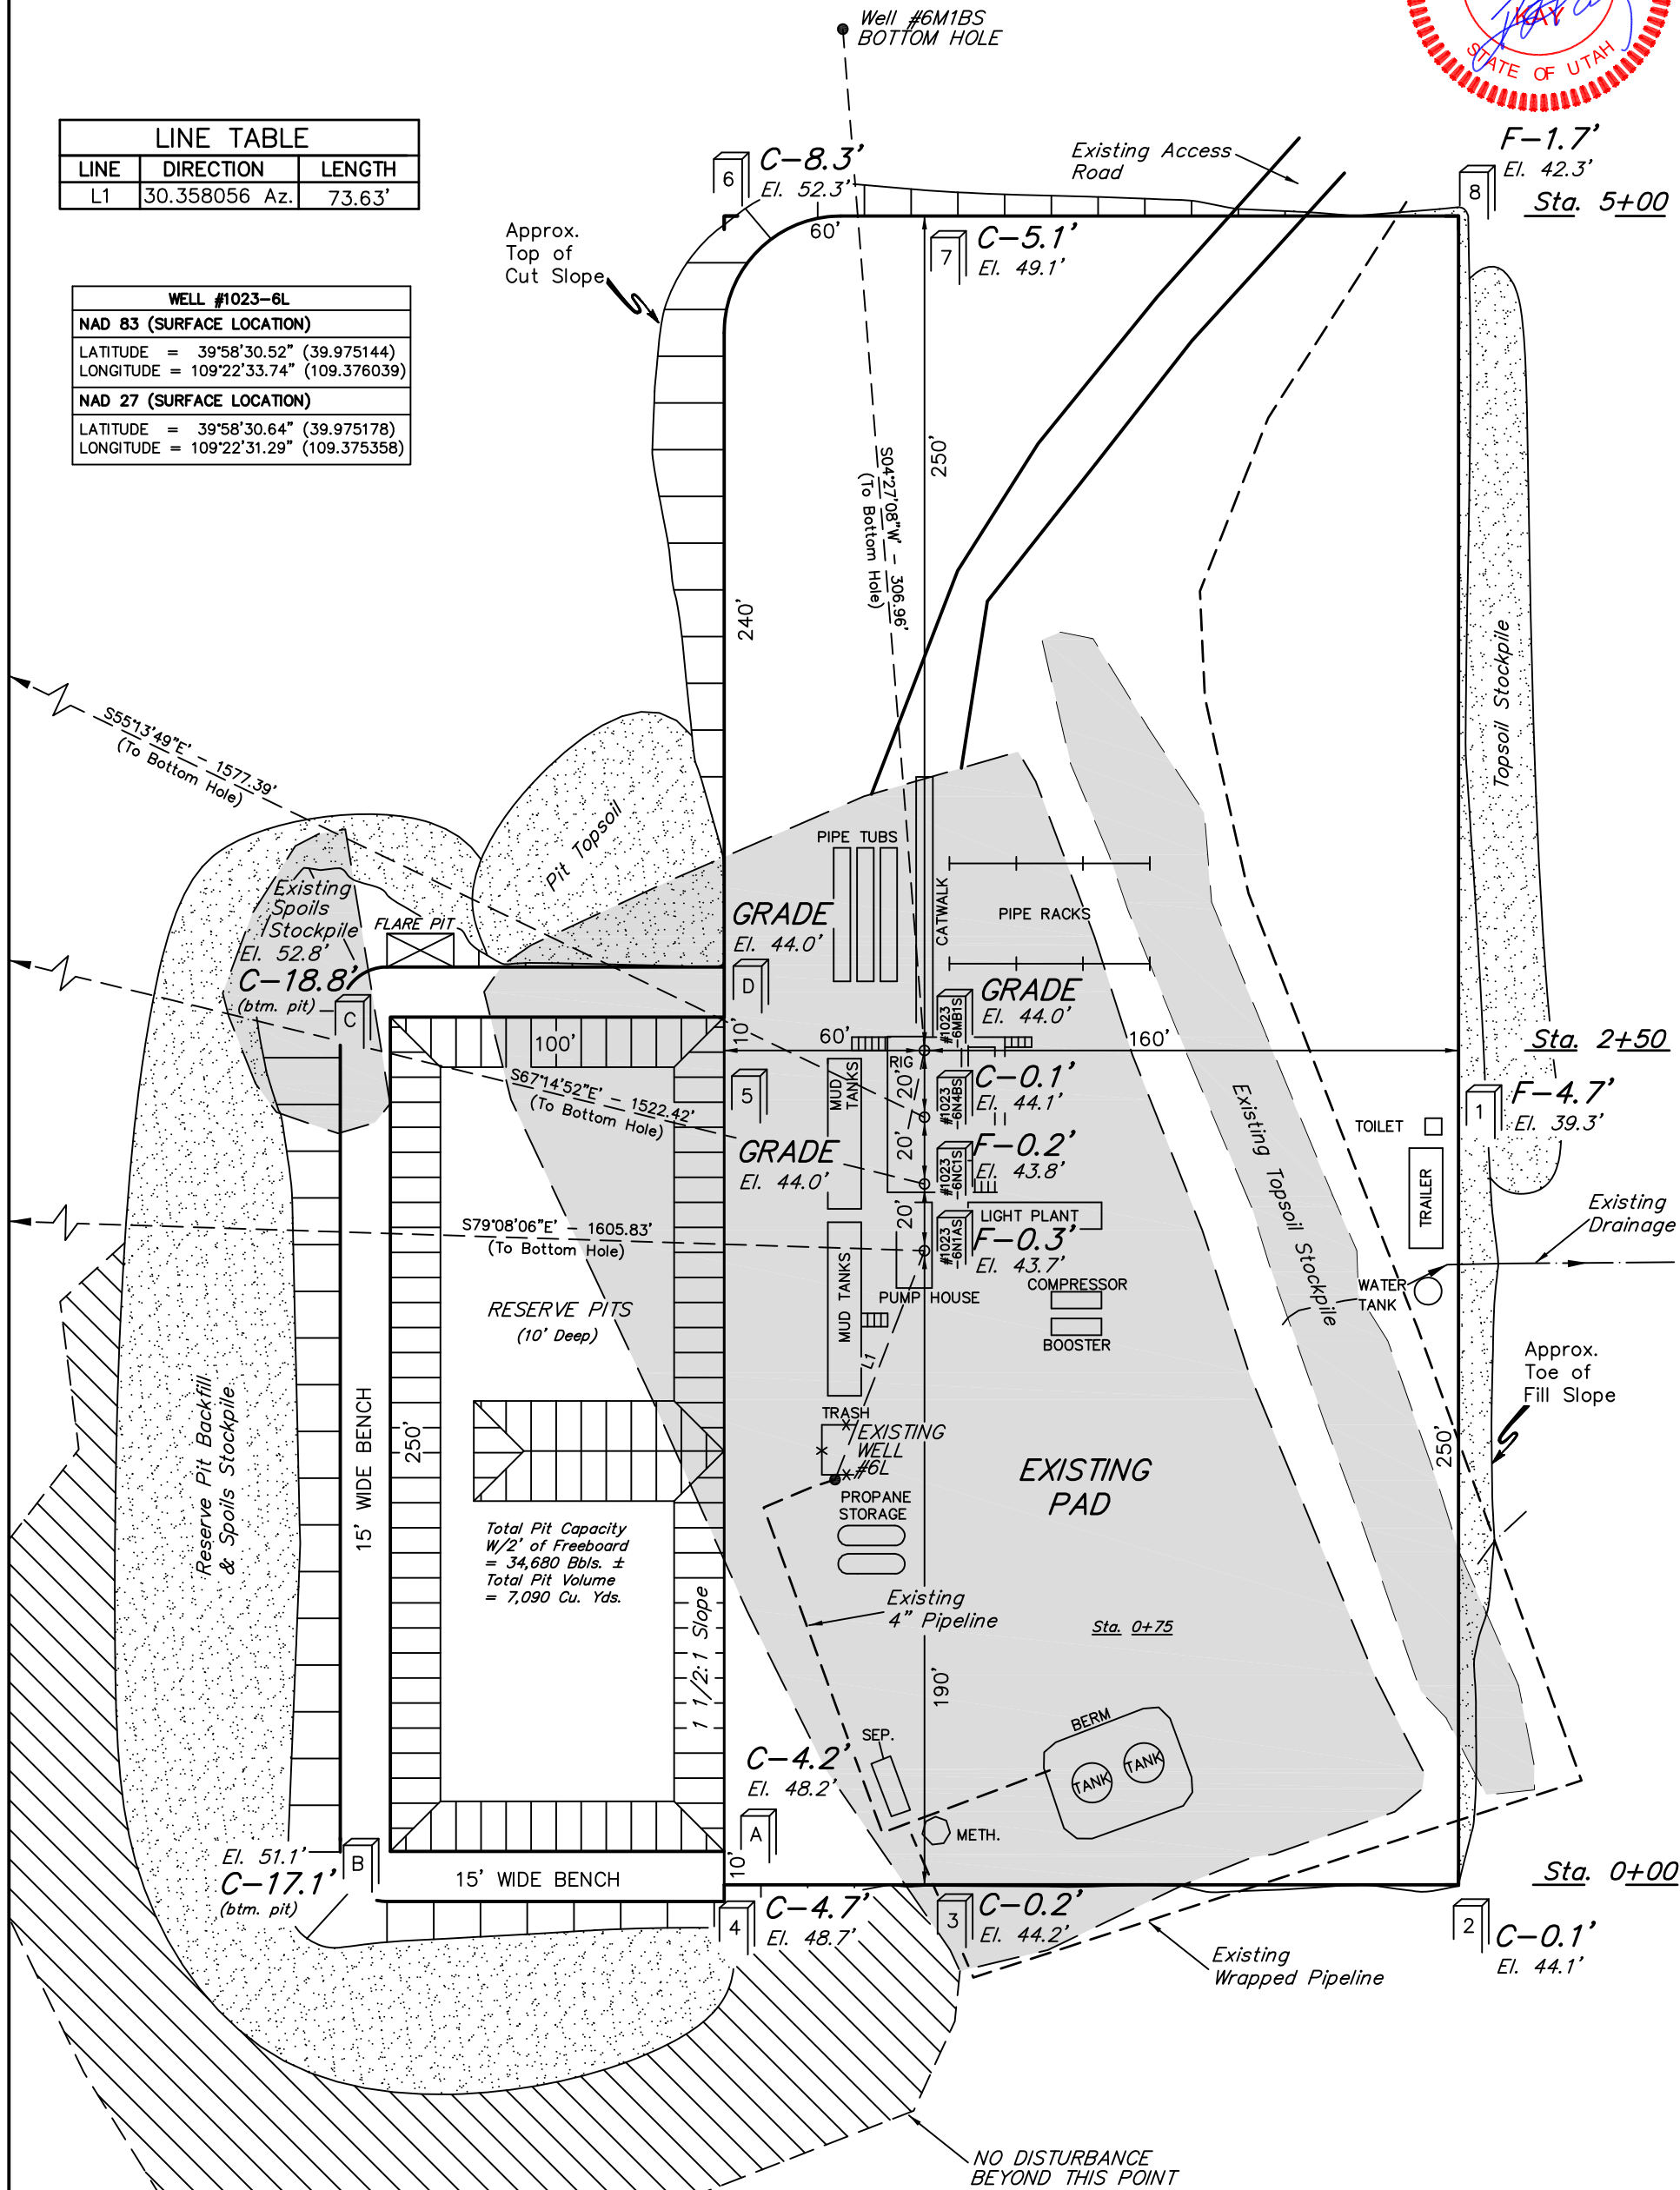 Well #6M1BS
BOTTOM HOLE
KAY
STATE OF UTAH
LINE TABLE
LINE DIRECTION LENGTH
L1 30.358056 Az. 73.63'
WELL #1023-6L
NAD 83 (SURFACE LOCATION)
LATITUDE = 39°58'30.52" (39.975144)
LONGITUDE = 109°22'33.74" (109.376039)
NAD 27 (SURFACE LOCATION)
LATITUDE = 39°58'30.64" (39.975178)
LONGITUDE = 109°22'31.29" (109.375358)
6
C-8.3'
El. 52.3'
Existing Access
Road
F-1.7'
El. 42.3'
8
Sta. 5+00
Approx.
Top of
Cut Slope
60'
7
C-5.1'
El. 49.1'
250'
S04°27'08"W - 306.96'
(To Bottom Hole)
240'
Topsoil Stockpile
S55°13'49"E - 1577.39'
(To Bottom Hole)
Pit Topsoil
PIPE TUBS
CATWALK
PIPE RACKS
Existing
Spoils
Stockpile
El. 52.8'
C-18.8'
(btm. pit)
C
FLARE PIT
GRADE
El. 44.0'
D
10'
#1023
-6MB1S
GRADE
El. 44.0'
60'
160'
Sta. 2+50
100'
RIG
MUD
TANKS
20'
#1023
-6N4BS
C-0.1'
El. 44.1'
S67°14'52"E - 1522.42'
(To Bottom Hole)
5
GRADE
El. 44.0'
20'
#1023
-6NC1S
F-0.2'
El. 43.8'
TOILET
1
F-4.7'
El. 39.3'
TRAILER
Existing Topsoil Stockpile
Existing
Drainage
S79°08'06"E - 1605.83'
(To Bottom Hole)
20'
#1023
-6N1AS
LIGHT PLANT
F-0.3'
El. 43.7'
PUMP HOUSE
MUD TANKS
COMPRESSOR
BOOSTER
WATER
TANK
RESERVE PITS
(10' Deep)
L1
Approx.
Toe of
Fill Slope
Reserve Pit Backfill
& Spoils Stockpile
15' WIDE BENCH
250'
TRASH
EXISTING
WELL
#6L
EXISTING
PAD
250'
PROPANE
STORAGE
Total Pit Capacity
W/2' of Freeboard
= 34,680 Bbls. ±
Total Pit Volume
= 7,090 Cu. Yds.
1 1/2:1 Slope
Existing
4" Pipeline
Sta. 0+75
190'
SEP.
BERM
TANK
TANK
METH.
C-4.2'
El. 48.2'
A
El. 51.1'
C-17.1'
(btm. pit)
B
15' WIDE BENCH
10'
Sta. 0+00
4
C-4.7'
El. 48.7'
3
C-0.2'
El. 44.2'
2
C-0.1'
El. 44.1'
Existing
Wrapped Pipeline
NO DISTURBANCE
BEYOND THIS POINT